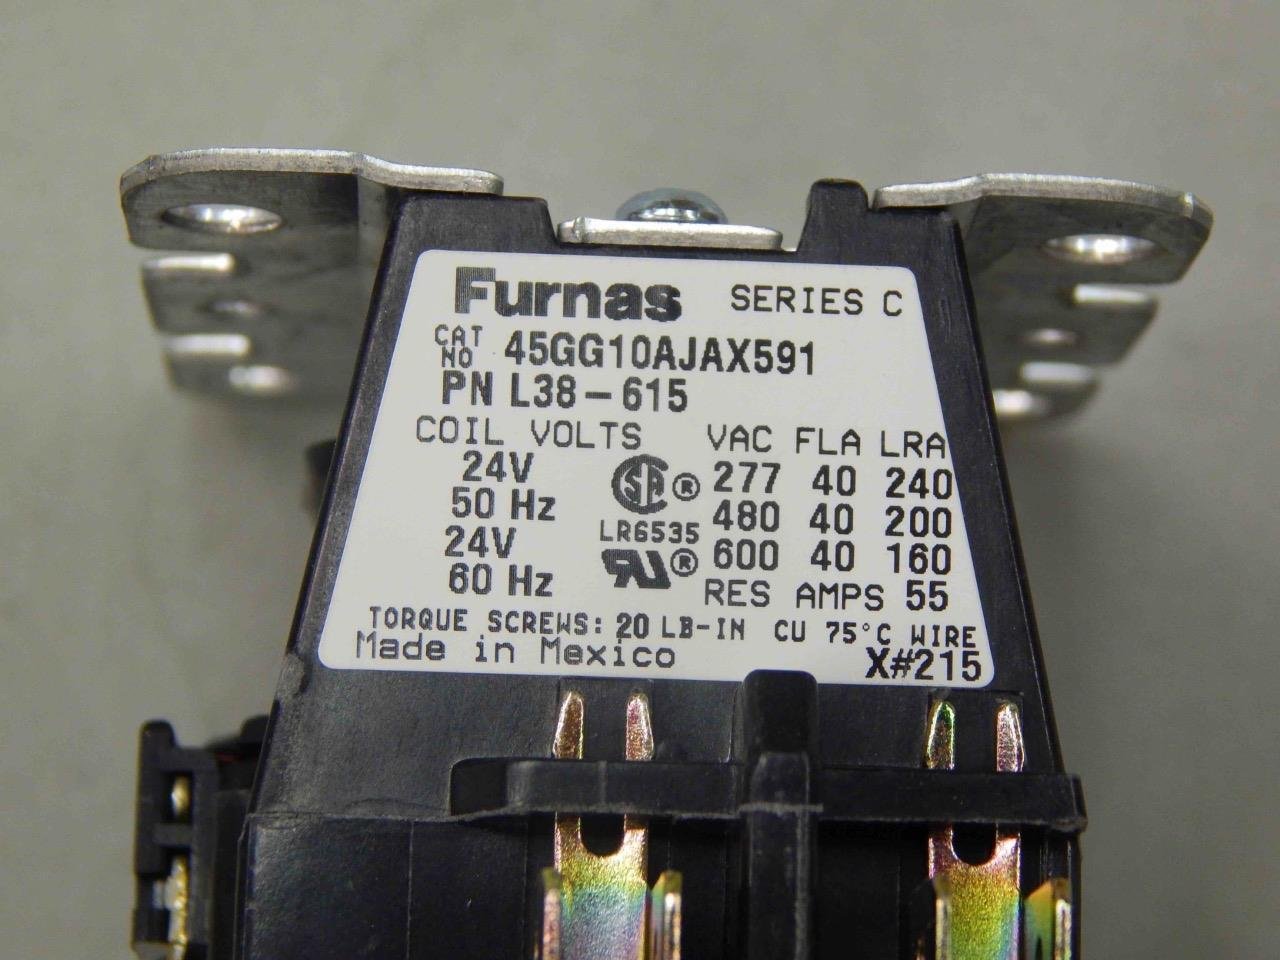 Furnas SERIES C
CAT NO 45GG10AJAX591
PN L38-615
COIL VOLTS VAC FLA LRA
24V 277 40 240
50 Hz SA ® 480 40 200
24V LR6535 600 40 160
60 Hz RU ® RES AMPS 55
TORQUE SCREWS: 20 LB-IN CU 75°C WIRE
Made in Mexico X#215